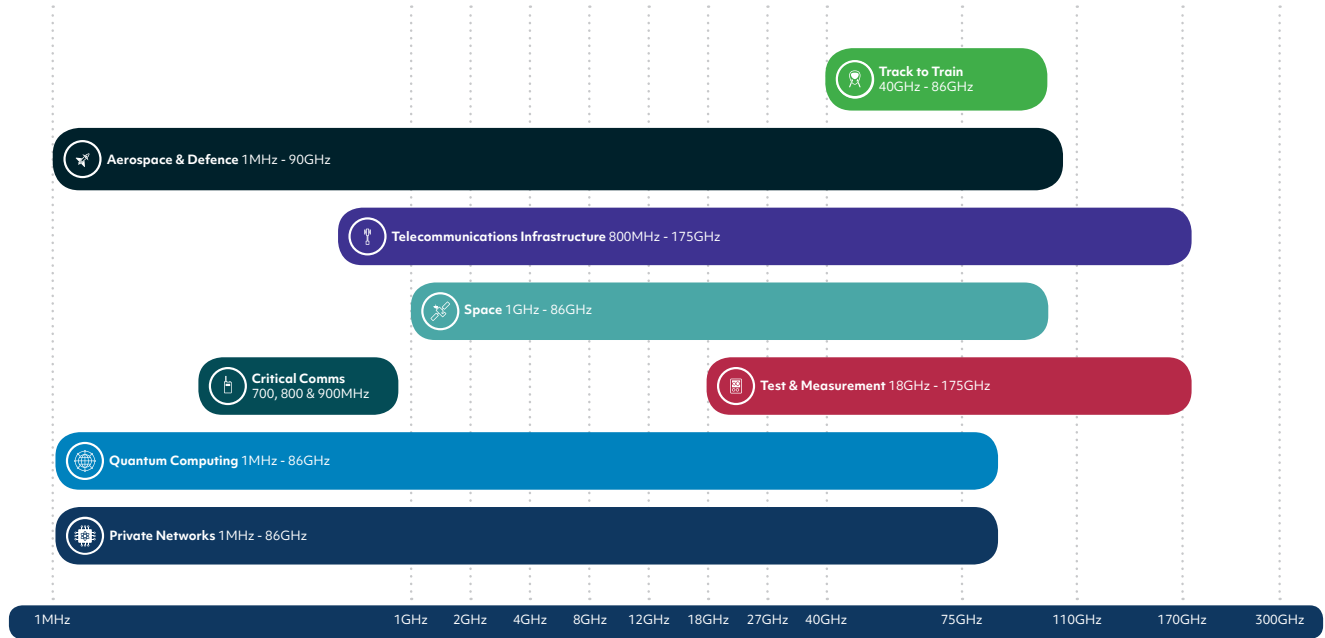 Track to Train
40GHz - 86GHz
Aerospace & Defence 1MHz - 90GHz
Telecommunications Infrastructure 800MHz - 175GHz
Space 1GHz - 86GHz
Critical Comms
700, 800 & 900MHz
Test & Measurement 18GHz - 175GHz
Quantum Computing 1MHz - 86GHz
Private Networks 1MHz - 86GHz
1MHz 1GHz 2GHz 4GHz 8GHz 12GHz 18GHz 27GHz 40GHz 75GHz 110GHz 170GHz 300GHz